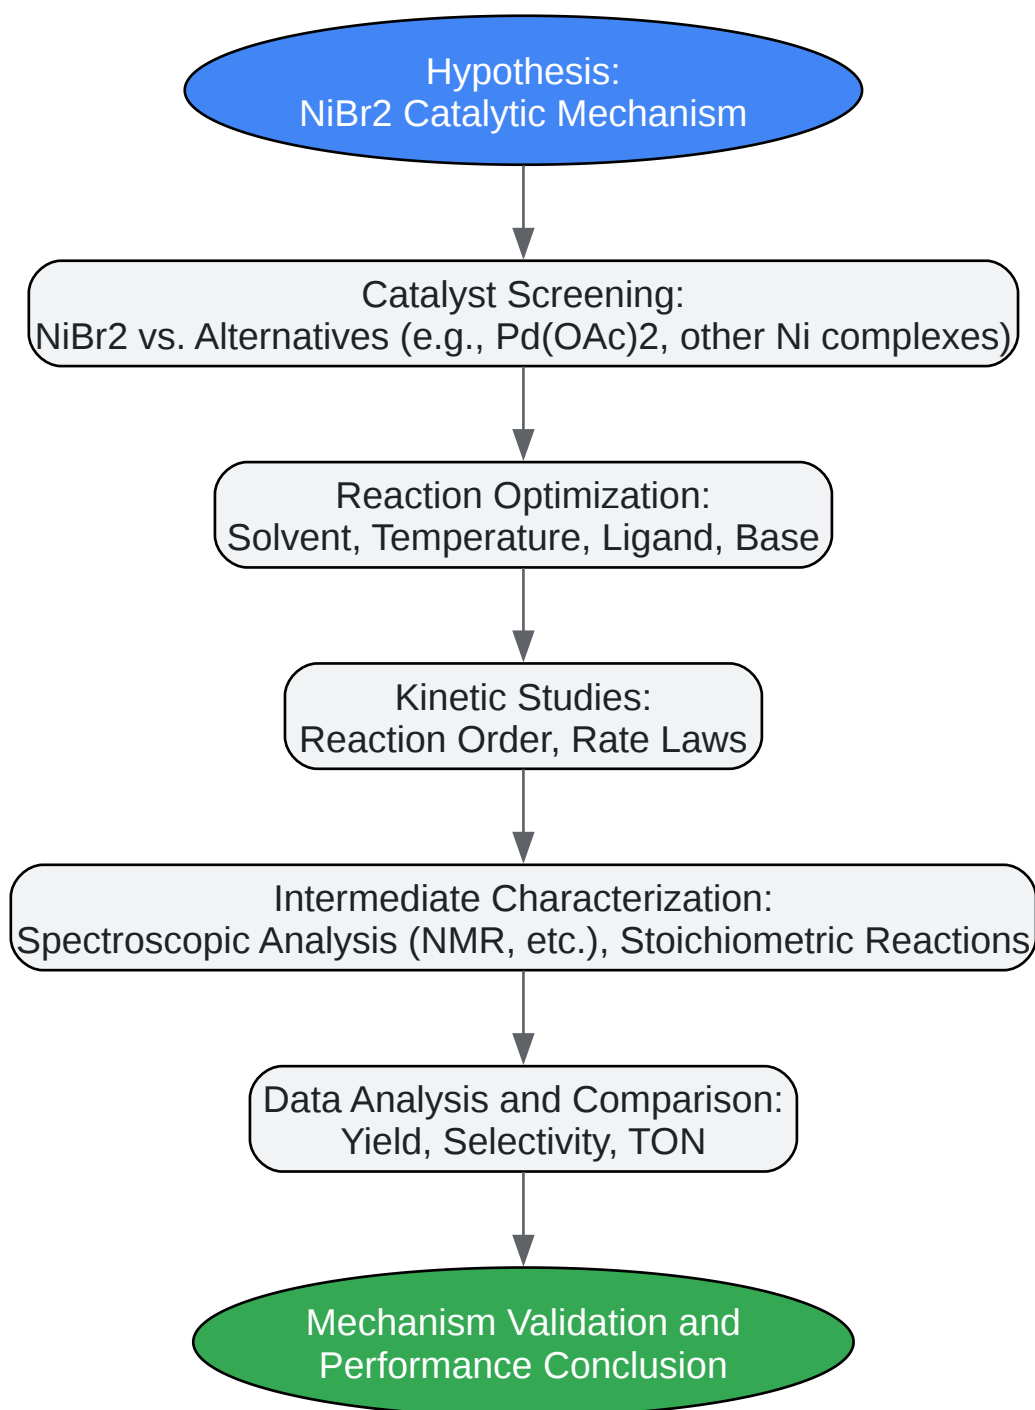 Hypothesis:
NiBr2 Catalytic Mechanism
Catalyst Screening:
NiBr2 vs. Alternatives (e.g., Pd(OAc)2, other Ni complexes)
Reaction Optimization:
Solvent, Temperature, Ligand, Base
Kinetic Studies:
Reaction Order, Rate Laws
Intermediate Characterization:
Spectroscopic Analysis (NMR, etc.), Stoichiometric Reactions
Data Analysis and Comparison:
Yield, Selectivity, TON
Mechanism Validation and
Performance Conclusion